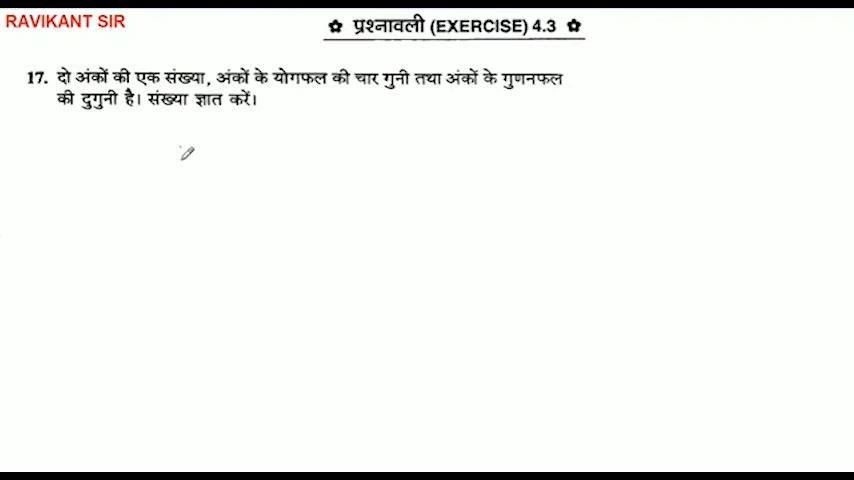 RAVIKANT SIR
✿ प्रश्नावली (EXERCISE) 4.3 ✿
17. दो अंकों की एक संख्या, अंकों के योगफल की चार गुनी तथा अंकों के गुणनफल
की दुगुनी है। संख्या ज्ञात करें।